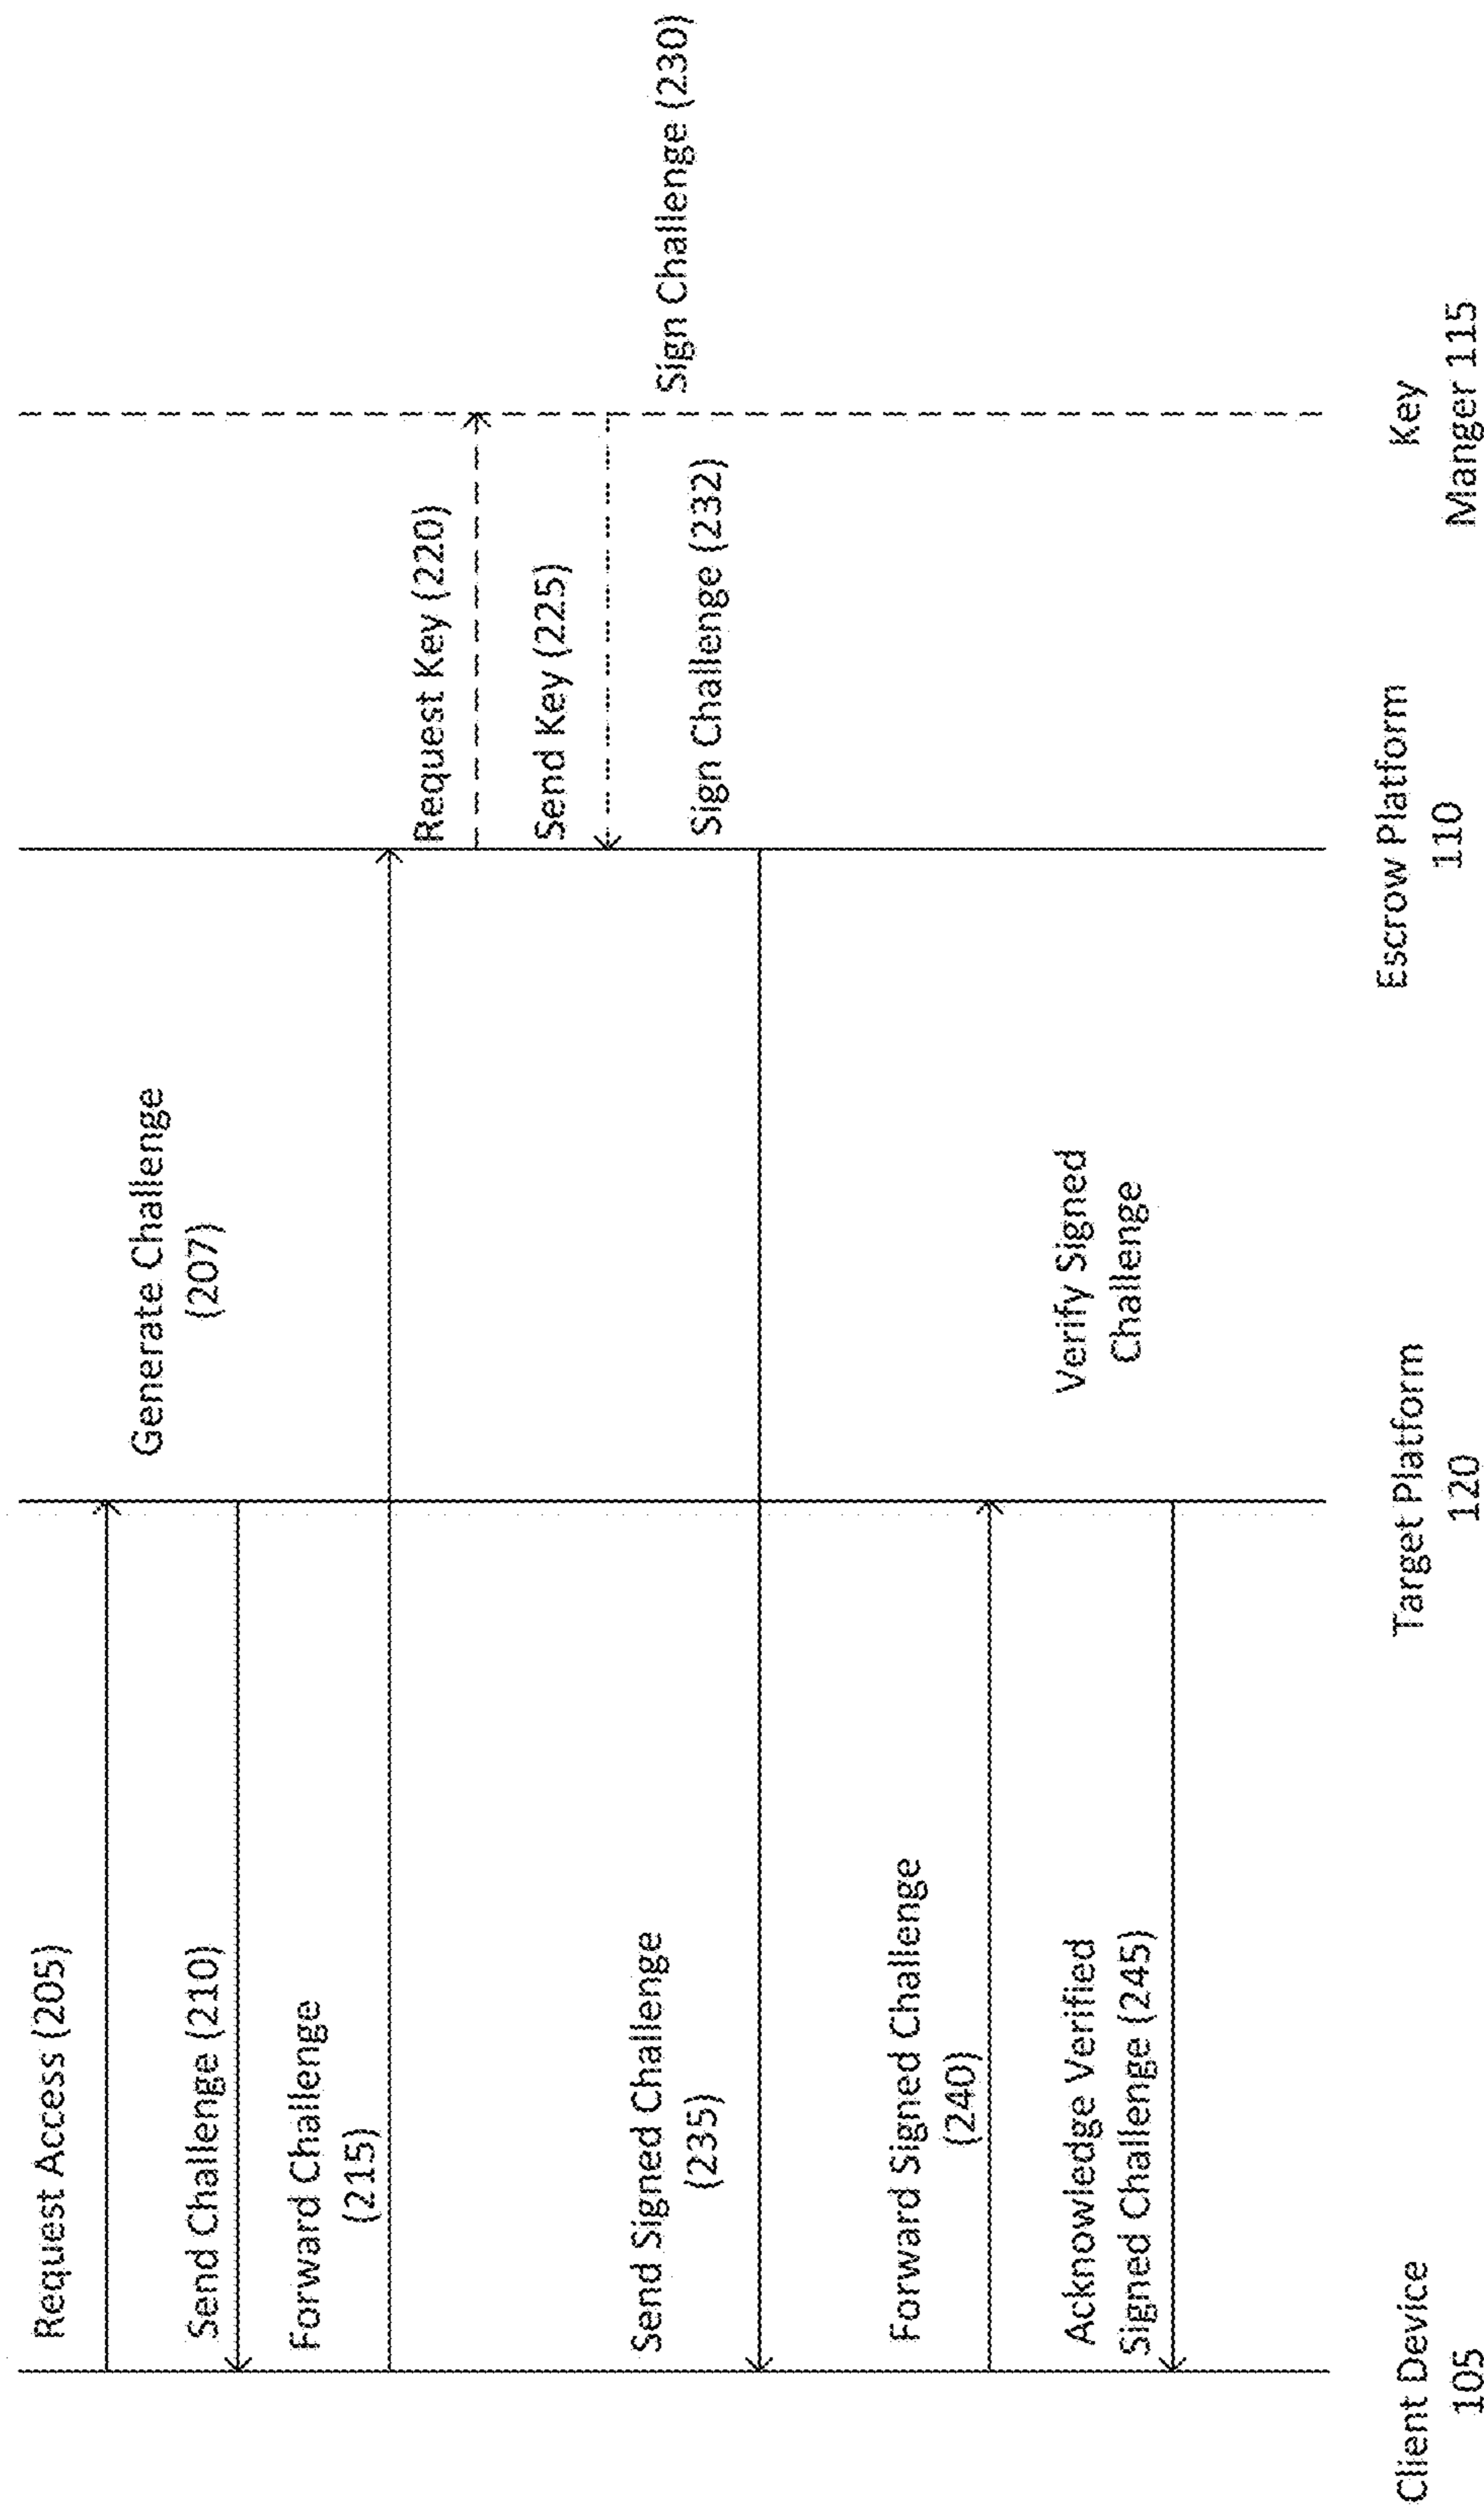 Request Access (205)
Generate Challenge
(207)
Send Challenge (210)
Forward Challenge
(215)
Request Key (220)
Send Key (225)
Sign Challenge (230)
Sign Challenge (232)
Send Signed Challenge
(235)
Forward Signed Challenge
(240)
Verify Signed
Challenge
Acknowledge Verified
Signed Challenge (245)
Client Device
105
Target Platform
120
Escrow Platform
110
Key
Manger 115